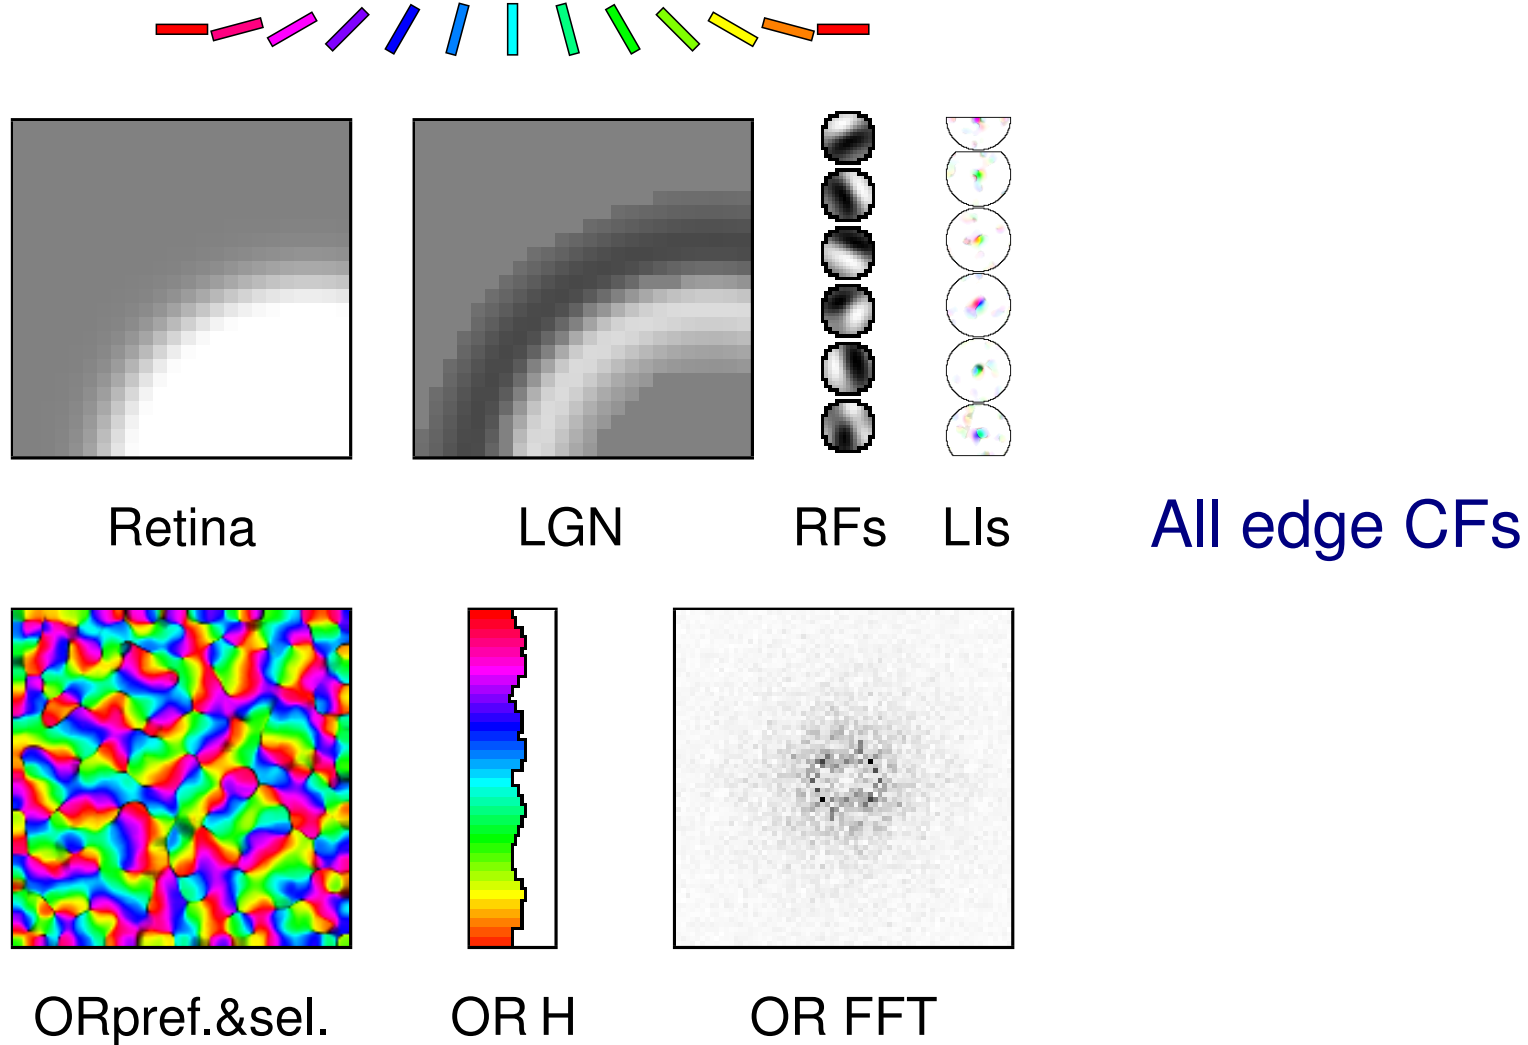 Retina LGN RFs LIs
All edge CFs
ORpref.&sel. OR H OR FFT